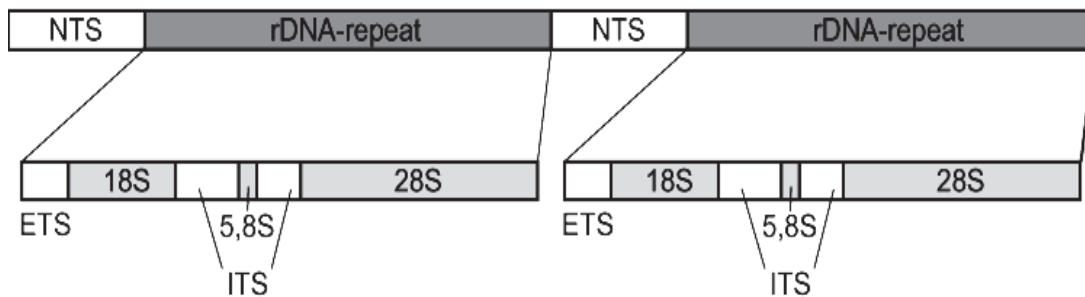 NTS rDNA-repeat NTS rDNA-repeat
18S 28S 18S 28S
ETS 5,8S ETS 5,8S
ITS ITS